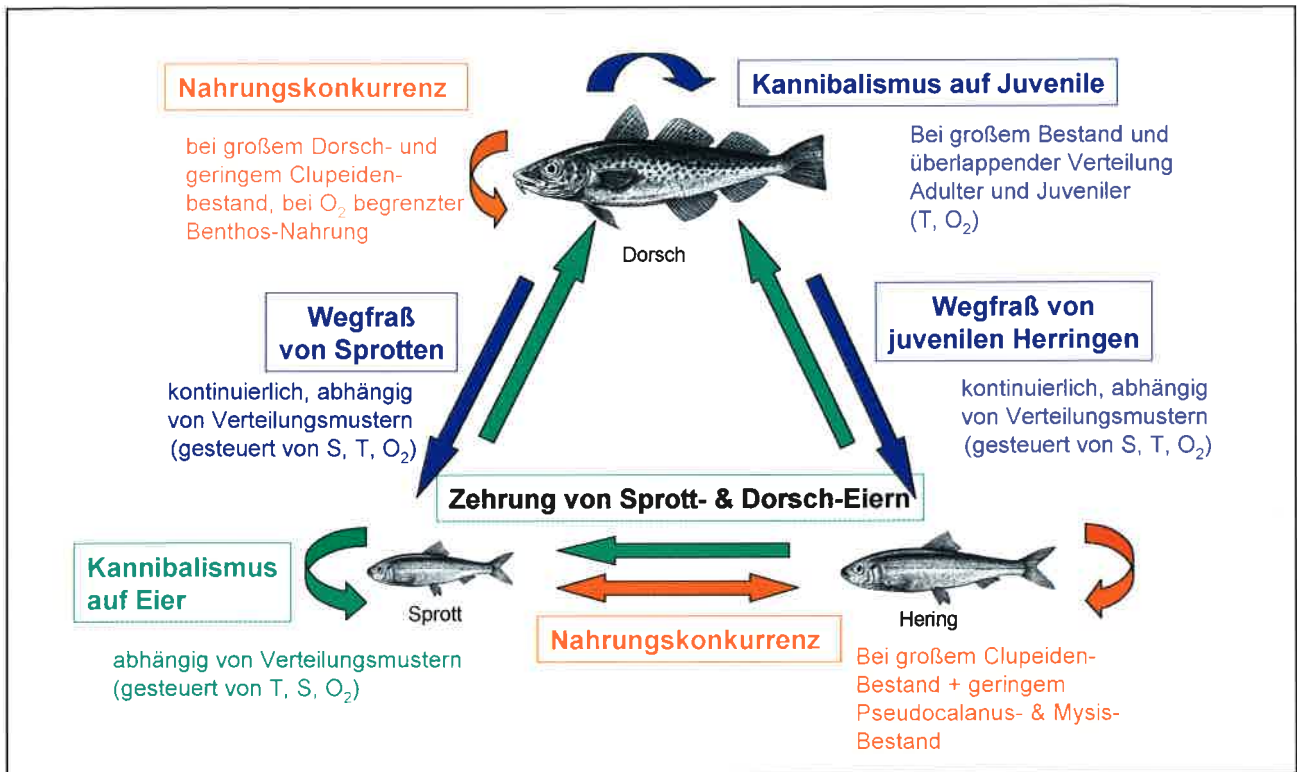 Nahrungskonkurrenz
bei großem Dorsch- und
geringem Clupeiden-
bestand, bei O₂ begrenzter
Benthos-Nahrung
Kannibalismus auf Juvenile
Bei großem Bestand und
überlappender Verteilung
Adulter und Juveniler
(T, O₂)
Dorsch
Wegfraß
von Sprotten
kontinuierlich, abhängig
von Verteilungsmustern
(gesteuert von S, T, O₂)
Wegfraß von
juvenilen Herringen
kontinuierlich, abhängig
von Verteilungsmustern
(gesteuert von S, T, O₂)
Zehrung von Sprott- & Dorsch-Eiern
Kannibalismus
auf Eier
Sprott
abhängig von Verteilungsmustern
(gesteuert von T, S, O₂)
Nahrungskonkurrenz
Hering
Bei großem Clupeiden-
Bestand + geringem
Pseudocalanus- & Mysis-
Bestand